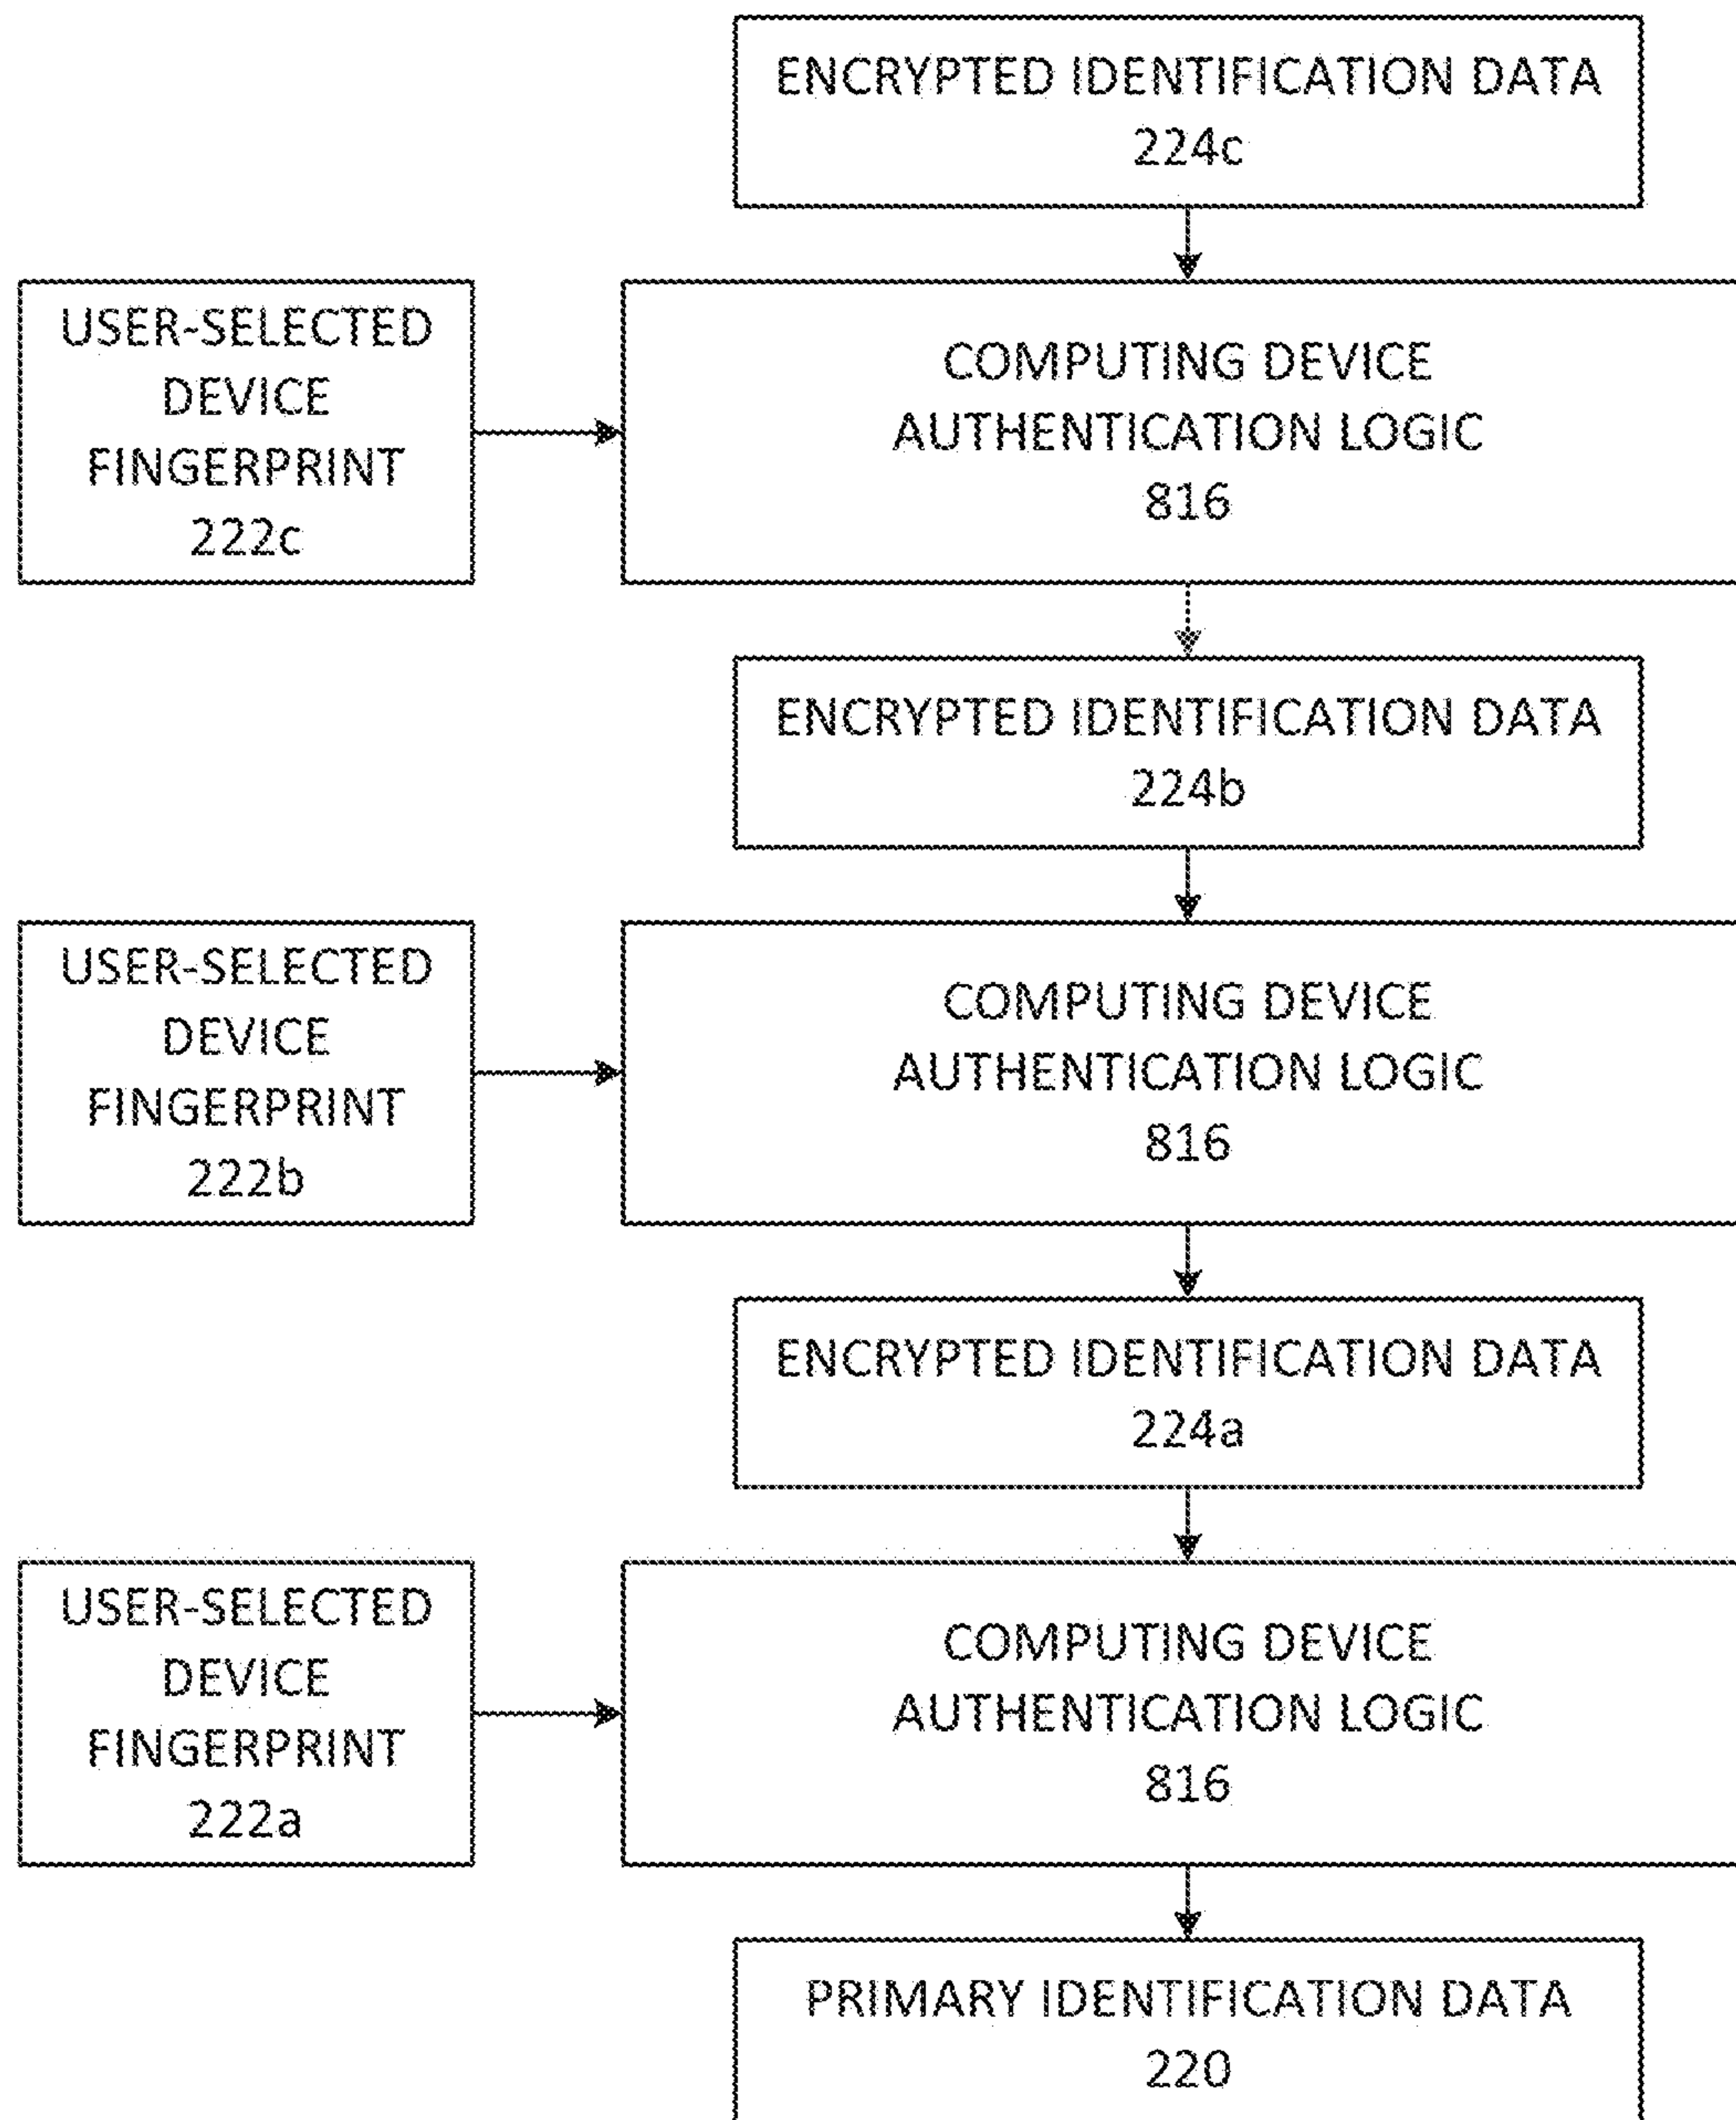 ENCRYPTED IDENTIFICATION DATA
224c
USER-SELECTED
DEVICE
FINGERPRINT
222c
COMPUTING DEVICE
AUTHENTICATION LOGIC
816
ENCRYPTED IDENTIFICATION DATA
224b
USER-SELECTED
DEVICE
FINGERPRINT
222b
COMPUTING DEVICE
AUTHENTICATION LOGIC
816
ENCRYPTED IDENTIFICATION DATA
224a
USER-SELECTED
DEVICE
FINGERPRINT
222a
COMPUTING DEVICE
AUTHENTICATION LOGIC
816
PRIMARY IDENTIFICATION DATA
220